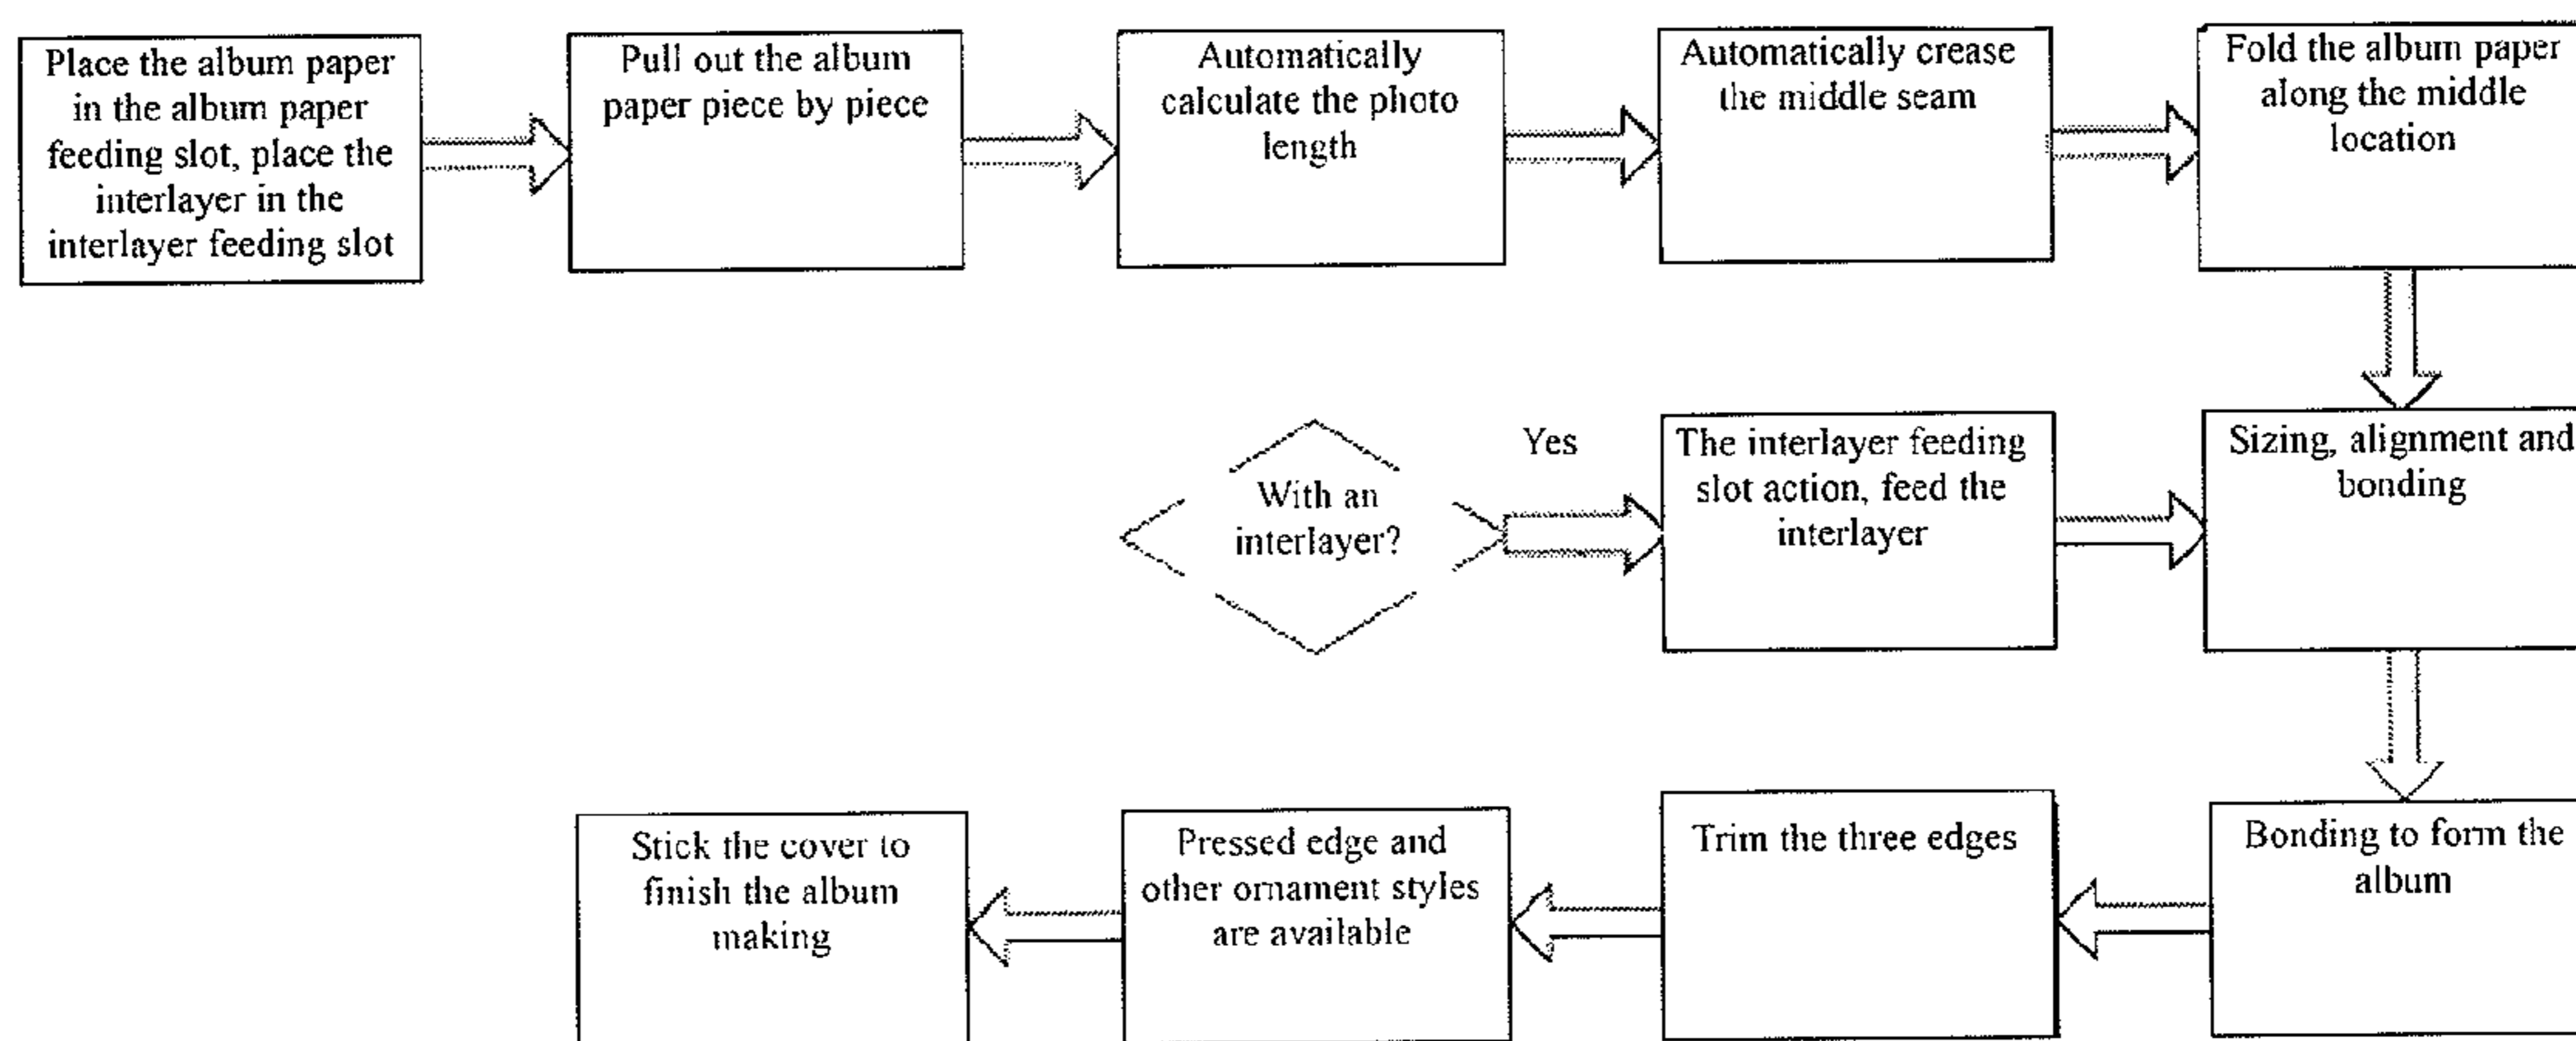 Place the album paper
in the album paper
feeding slot, place the
interlayer in the
interlayer feeding slot
Pull out the album
paper piece by piece
Automatically
calculate the photo
length
Automatically crease
the middle seam
Fold the album paper
along the middle
location
With an
interlayer?
Yes
The interlayer feeding
slot action, feed the
interlayer
Sizing, alignment and
bonding
Stick the cover to
finish the album
making
Pressed edge and
other ornament styles
are available
Trim the three edges
Bonding to form the
album